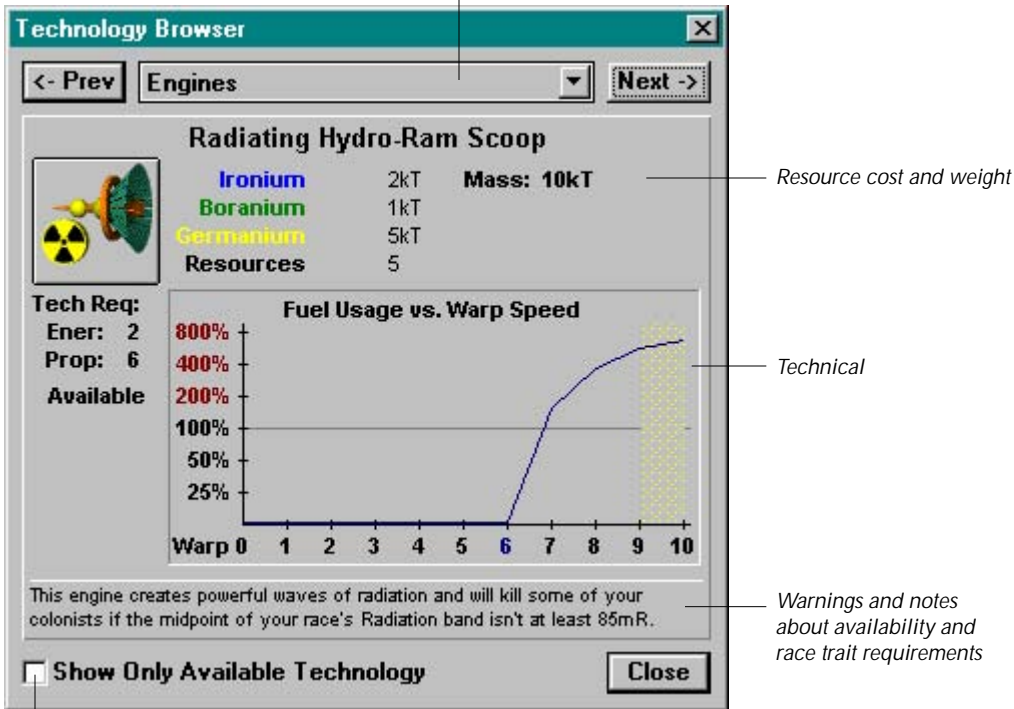 Technology Browser
<- Prev
Engines
Next ->
Radiating Hydro-Ram Scoop
Ironium 2kT Mass: 10kT
Boranium 1kT
Germanium 5kT
Resources 5
Resource cost and weight
Tech Req:
Ener: 2
Prop: 6
Available
Fuel Usage vs. Warp Speed
800%
400%
200%
100%
50%
25%
Warp 0 1 2 3 4 5 6 7 8 9 10
Technical
This engine creates powerful waves of radiation and will kill some of your
colonists if the midpoint of your race's Radiation band isn't at least 85mR.
Warnings and notes
about availability and
race trait requirements
Show Only Available Technology
Close